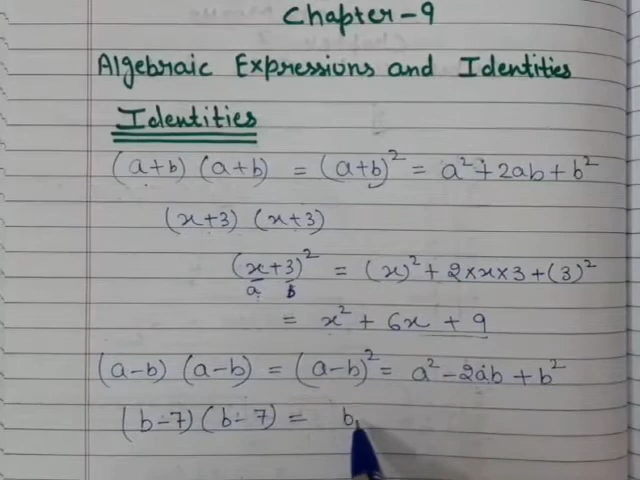 Chapter-9
Algebraic Expressions and Identities
Identities
(a+b) (a+b) = (a+b)² = a² + 2ab + b²
(x+3) (x+3)
(x+3)² = (x)² + 2×x×3 + (3)²
a b
= x² + 6x + 9
(a-b) (a-b) = (a-b)² = a² - 2ab + b²
(b-7) (b-7) = b